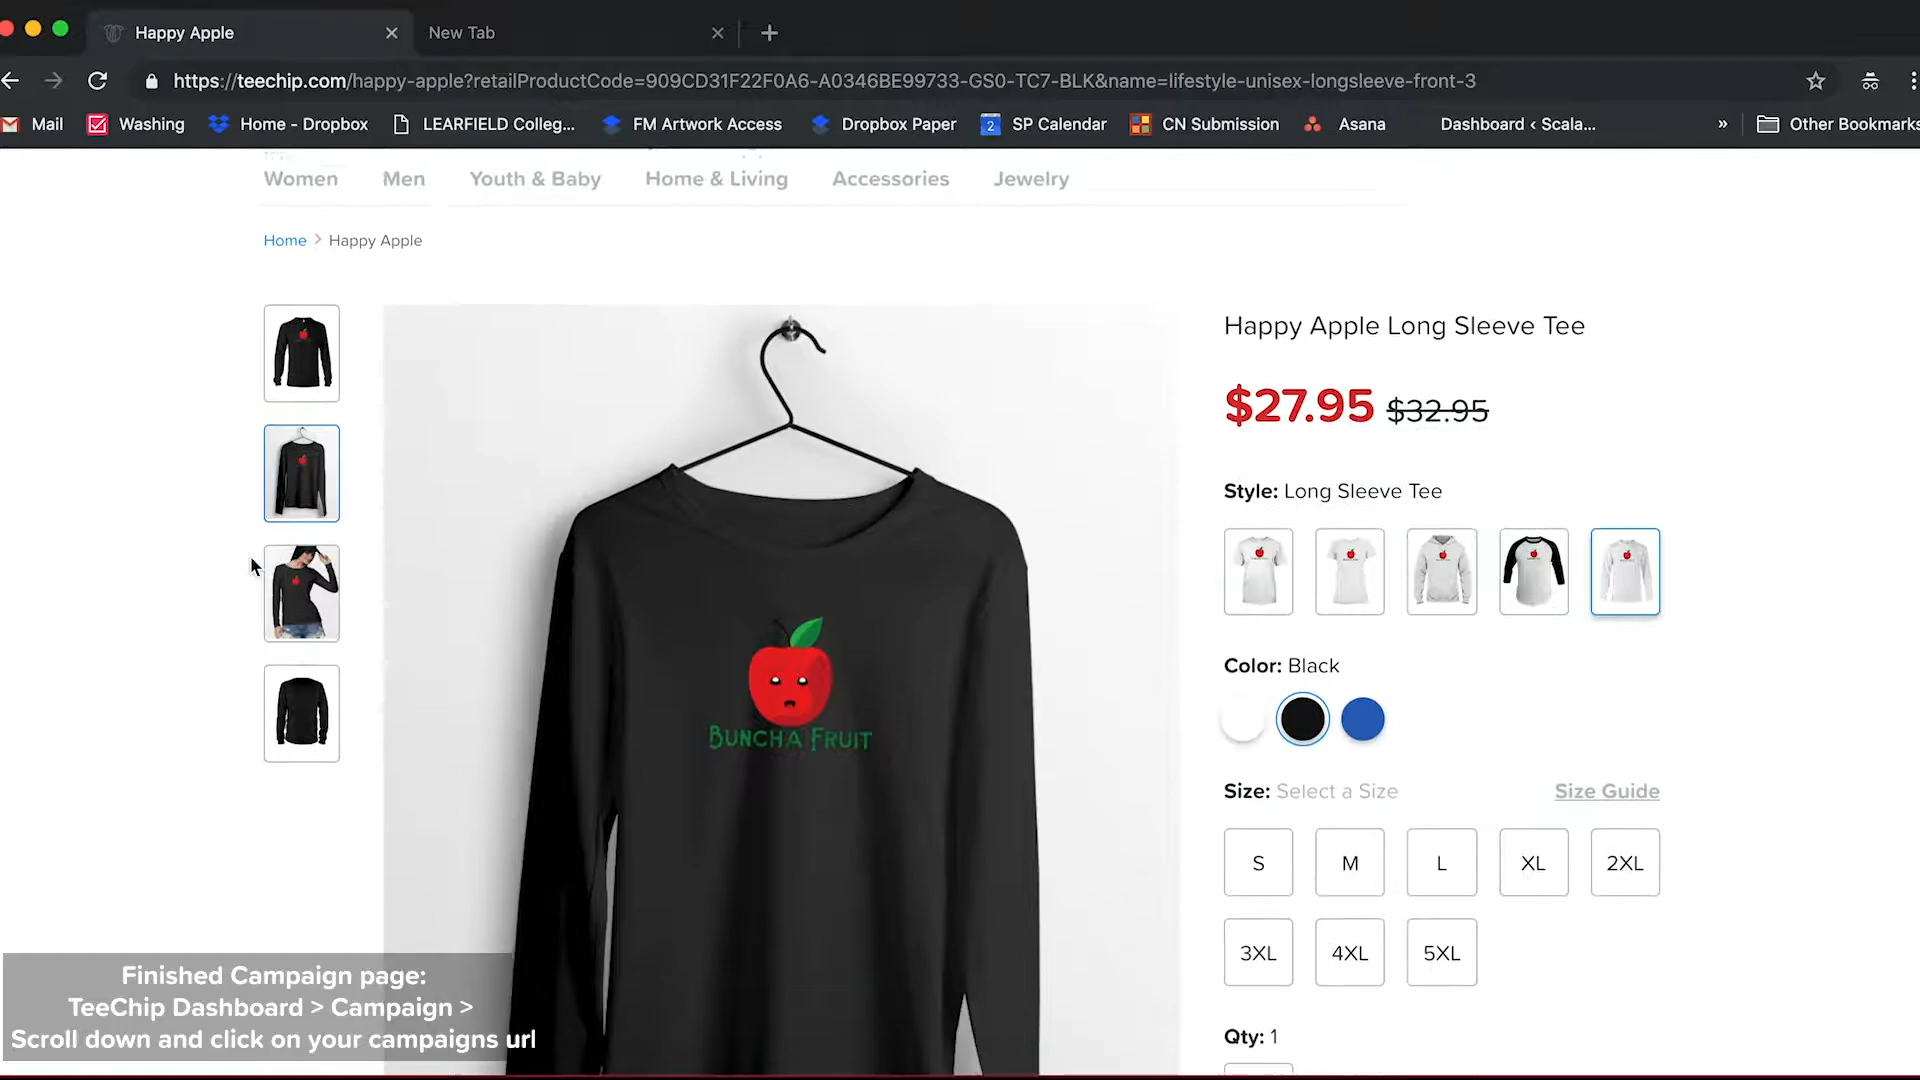 Happy Apple
New Tab
https://teechip.com/happy-apple?retailProductCode=909CD31F22F0A6-A0346BE99733-GS0-TC7-BLK&name=lifestyle-unisex-longsleeve-front-3
Mail
Washing
Home - Dropbox
LEARFIELD Colleg...
FM Artwork Access
Dropbox Paper
2
SP Calendar
CN Submission
Asana
Dashboard ‹ Scala...
»
Other Bookmarks
Women
Men
Youth & Baby
Home & Living
Accessories
Jewelry
Home > Happy Apple
Happy Apple Long Sleeve Tee
$27.95 $32.95
Style: Long Sleeve Tee
Color: Black
Size: Select a Size
Size Guide
S
M
L
XL
2XL
3XL
4XL
5XL
Qty: 1
BUNCHA FRUIT
Finished Campaign page:
TeeChip Dashboard > Campaign >
Scroll down and click on your campaigns url